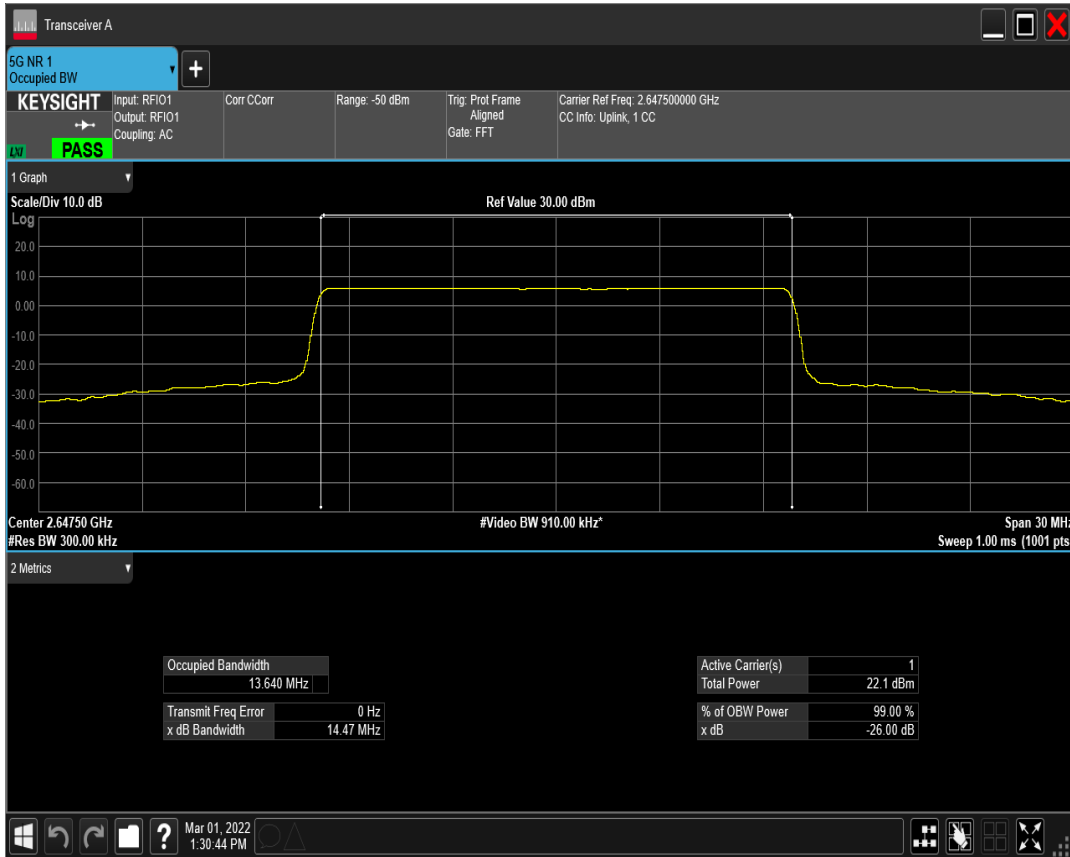 Transceiver A
5G NR 1
Occupied BW
KEYSIGHT
LXI
PASS
Input: RFIO1
Output: RFIO1
Coupling: AC
Corr CCorr
Range: -50 dBm
Trig: Prot Frame
Aligned
Gate: FFT
Carrier Ref Freq: 2.647500000 GHz
CC Info: Uplink, 1 CC
1 Graph
Scale/Div 10.0 dB
Ref Value 30.00 dBm
Log
20.0
10.0
0.00
-10.0
-20.0
-30.0
-40.0
-50.0
-60.0
Center 2.64750 GHz
#Video BW 910.00 kHz*
Span 30 MHz
#Res BW 300.00 kHz
Sweep 1.00 ms (1001 pts
2 Metrics
Occupied Bandwidth
13.640 MHz
Transmit Freq Error 0 Hz
x dB Bandwidth 14.47 MHz
Active Carrier(s) 1
Total Power 22.1 dBm
% of OBW Power 99.00 %
x dB -26.00 dB
Mar 01, 2022
1:30:44 PM